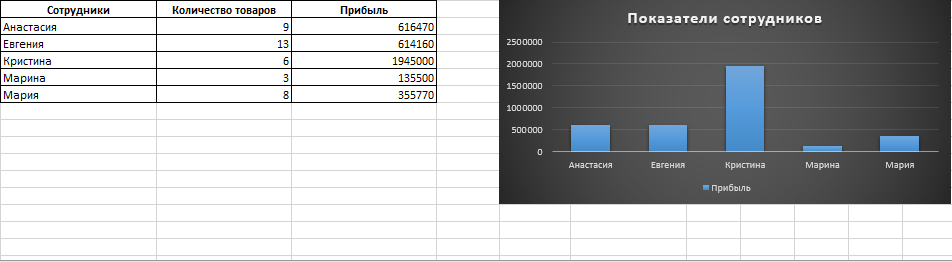 Сотрудники Количество товаров Прибыль
Анастасия 9 616470
Евгения 13 614160
Кристина 6 1945000
Марина 3 135500
Мария 8 355770
Показатели сотрудников
2500000
2000000
1500000
1000000
500000
0
Анастасия Евгения Кристина Марина Мария
Прибыль